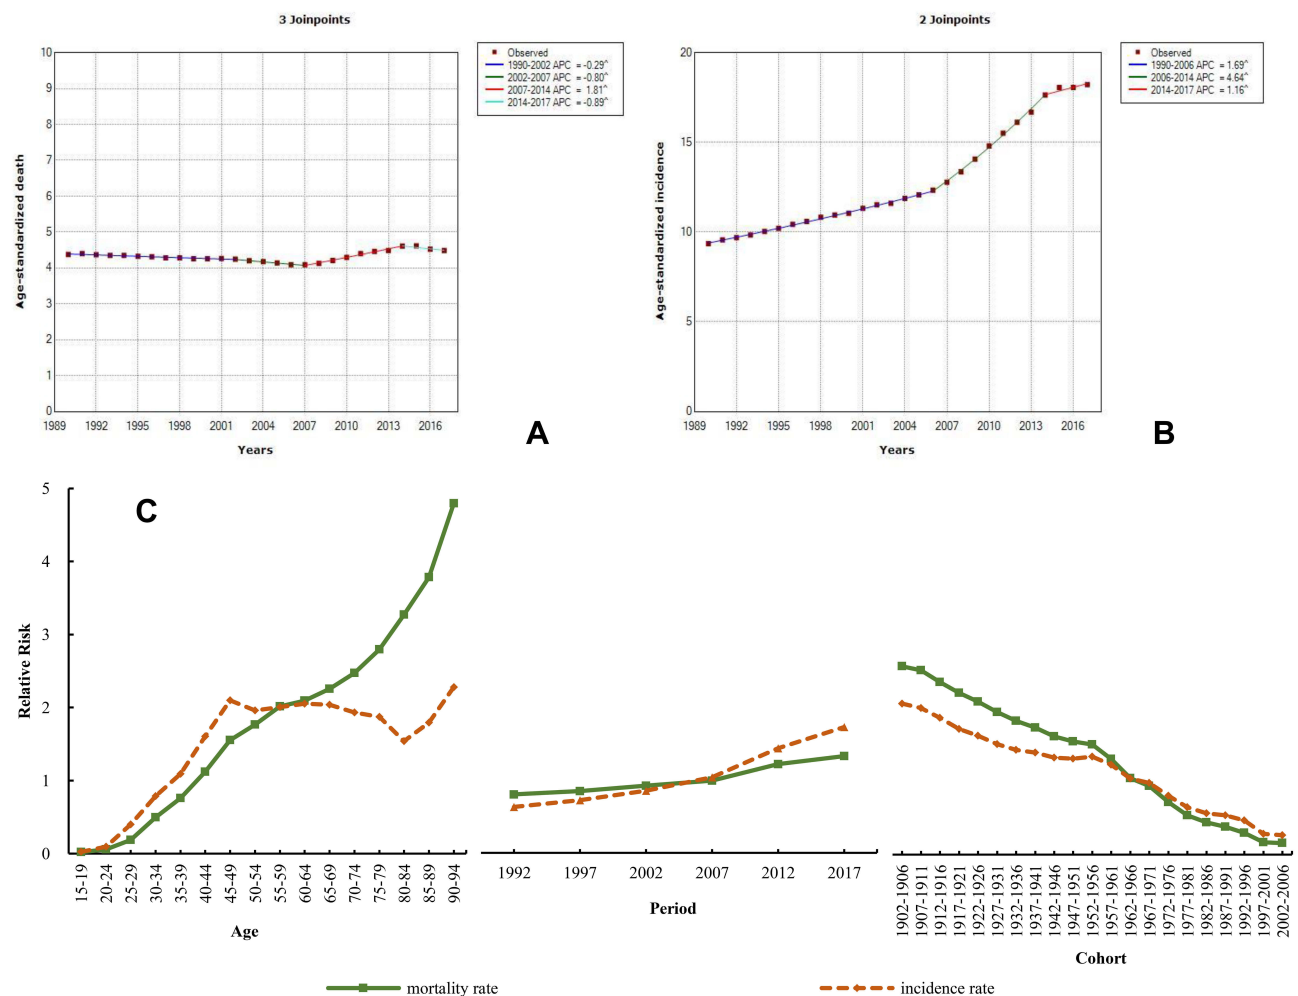 3 Joinpoints
Observed
1990-2002 APC = -0.29^
2002-2007 APC = -0.80^
2007-2014 APC = 1.81^
2014-2017 APC = -0.89^
Age-standardized death
10
9
8
7
6
5
4
3
2
1
0
1989 1992 1995 1998 2001 2004 2007 2010 2013 2016
Years
A
2 Joinpoints
Observed
1990-2006 APC = 1.69^
2006-2014 APC = 4.64^
2014-2017 APC = 1.16^
Age-standardized incidence
20
15
10
5
0
1989 1992 1995 1998 2001 2004 2007 2010 2013 2016
Years
B
C
Relative Risk
5
4
3
2
1
0
15-19 20-24 25-29 30-34 35-39 40-44 45-49 50-54 55-59 60-64 65-69 70-74 75-79 80-84 85-89 90-94
Age
1992 1997 2002 2007 2012 2017
Period
1902-1906 1907-1911 1912-1916 1917-1921 1922-1926 1927-1931 1932-1936 1937-1941 1942-1946 1947-1951 1952-1956 1957-1961 1962-1966 1967-1971 1972-1976 1977-1981 1982-1986 1987-1991 1992-1996 1997-2001 2002-2006
Cohort
mortality rate
incidence rate